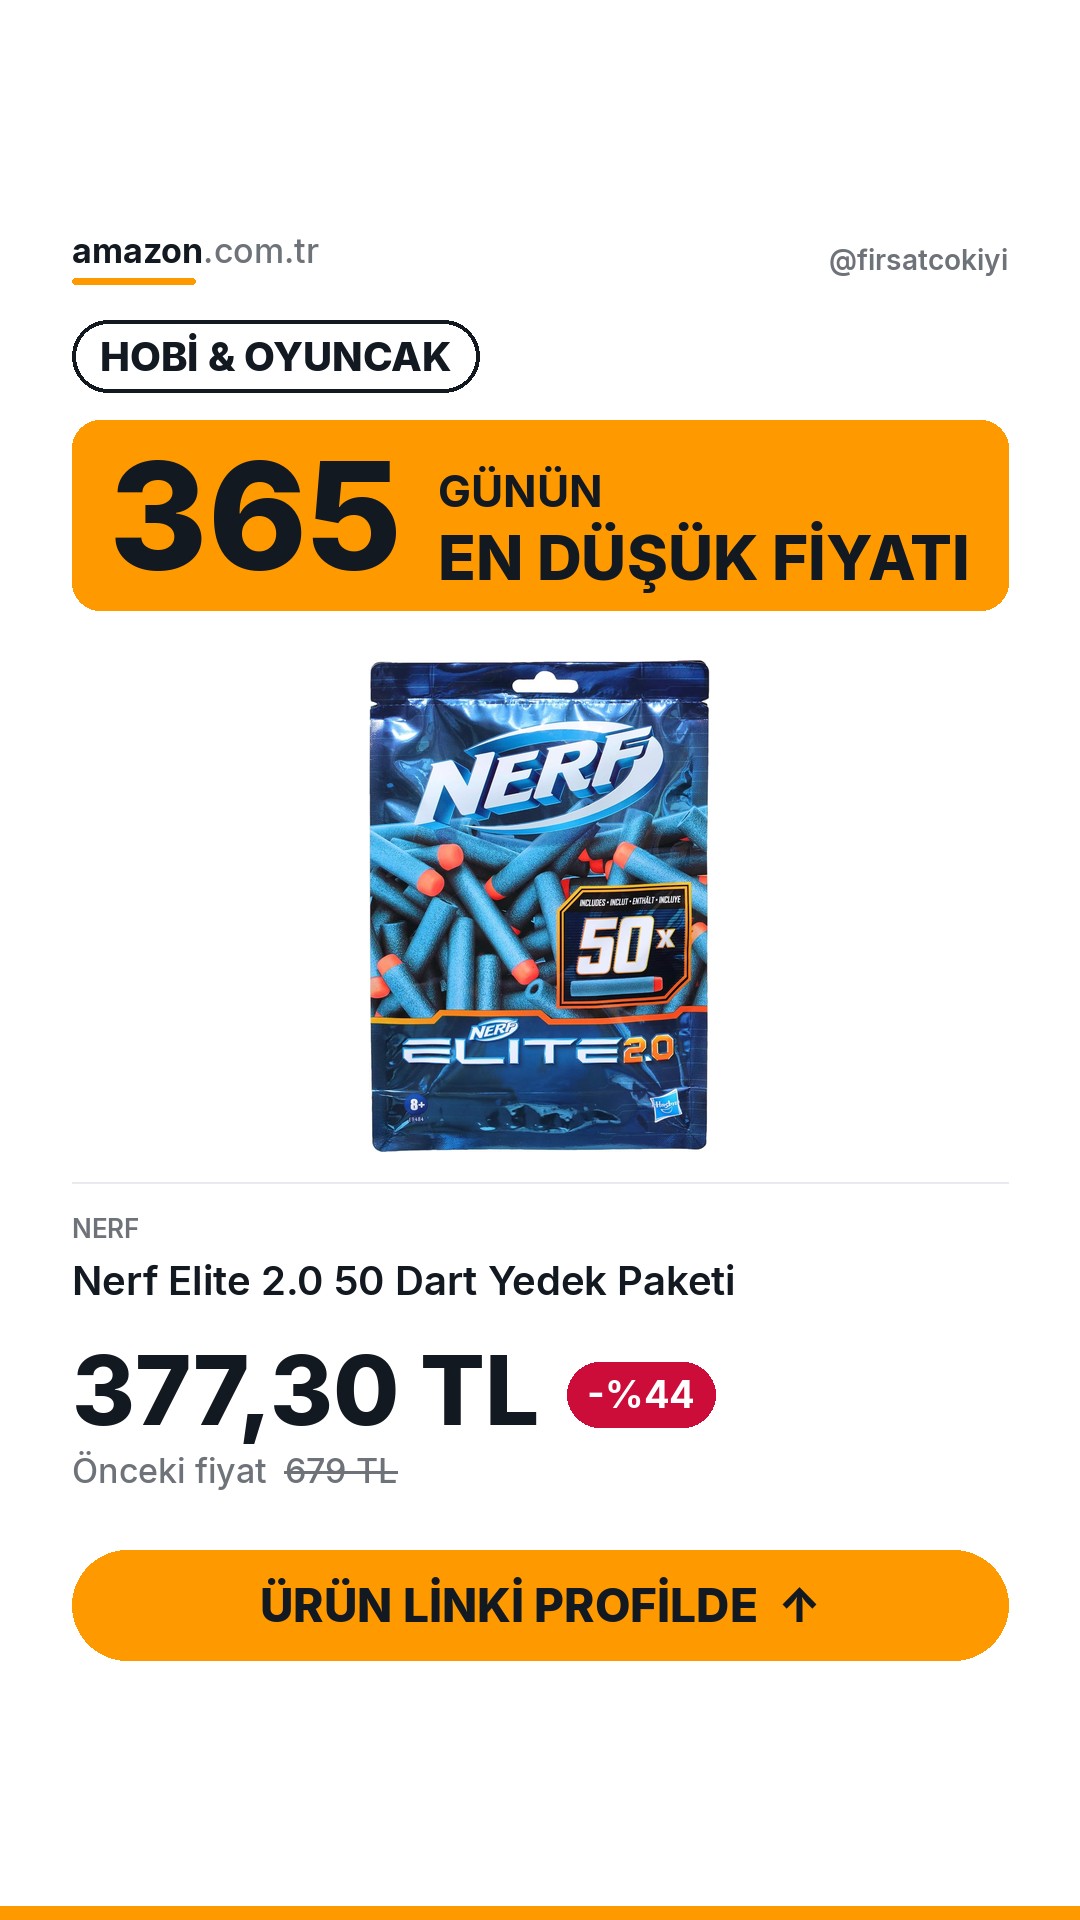 amazon.com.tr
@firsatcokiyi
HOBİ & OYUNCAK
365
GÜNÜN
EN DÜŞÜK FİYATI
NERF
INCLUDES • INCLUT • ENTHÄLT • INCLUYE
50x
NERF
ELITE 2.0
8+
Hasbro
NERF
Nerf Elite 2.0 50 Dart Yedek Paketi
377,30 TL
-%44
Önceki fiyat 679 TL
ÜRÜN LİNKİ PROFİLDE ↑